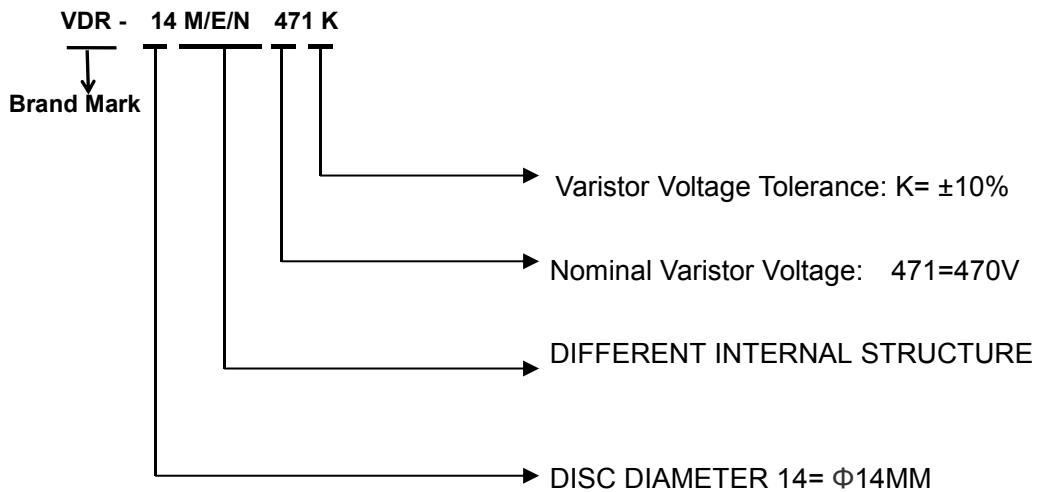 VDR - 14 M/E/N 471 K
Brand Mark
Varistor Voltage Tolerance: K= ±10%
Nominal Varistor Voltage: 471=470V
DIFFERENT INTERNAL STRUCTURE
DISC DIAMETER 14= Φ14MM